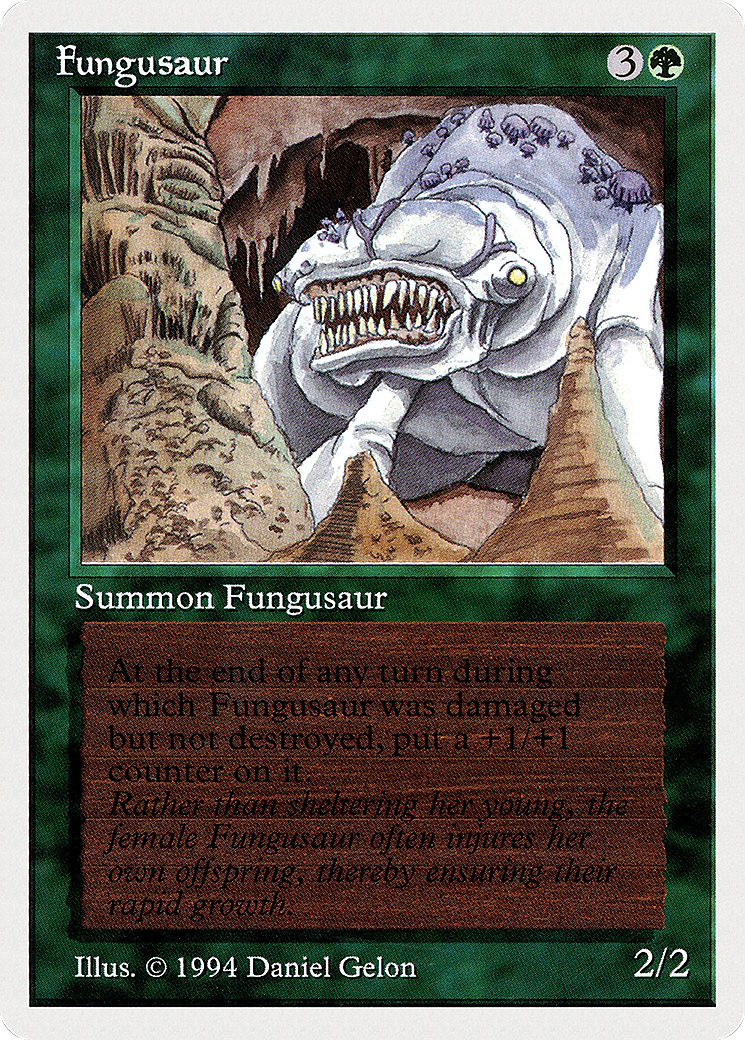 Fungusaur 3
Summon Fungusaur
At the end of any turn during
which Fungusaur was damaged
but not destroyed, put a +1/+1
counter on it.
Rather than sheltering her young, the
female Fungusaur often injures her
own offspring, thereby ensuring their
rapid growth.
Illus. © 1994 Daniel Gelon 2/2